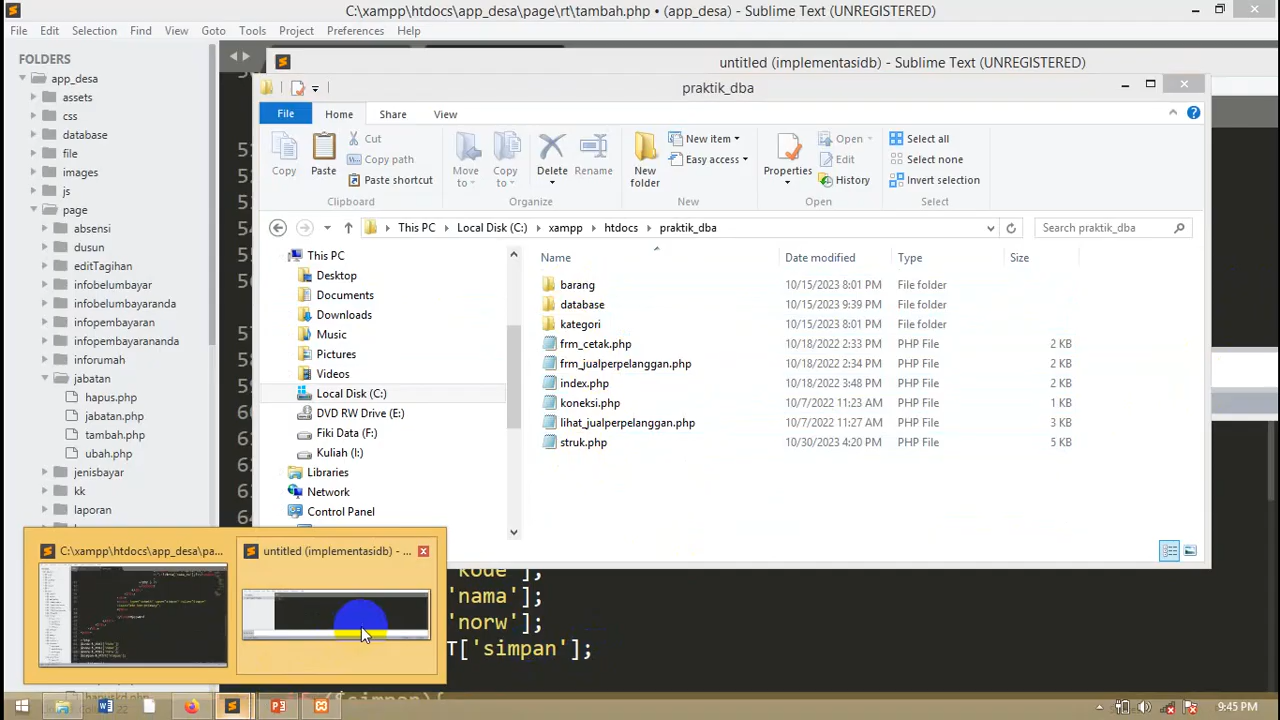 C:\xampp\htdocs\app_desa\page\rt\tambah.php • (app_desa) - Sublime Text (UNREGISTERED)
File Edit Selection Find View Goto Tools Project Preferences Help
FOLDERS
app_desa
assets
css
database
file
images
js
page
absensi
dusun
editTagihan
infobelumbayar
infobelumbayaranda
infopembayaran
infopembayarananda
inforumah
jabatan
hapus.php
jabatan.php
tambah.php
ubah.php
jenisbayar
kk
laporan
untitled (implementasidb) - Sublime Text (UNREGISTERED)
praktik_dba
File Home Share View
Copy
Paste
Cut
Copy path
Paste shortcut
Clipboard
Move to
Copy to
Delete
Rename
Organize
New folder
New item
Easy access
New
Properties
Open
Edit
History
Open
Select all
Select none
Invert selection
Select
This PC Local Disk (C:) xampp htdocs praktik_dba
Search praktik_dba
This PC
Desktop
Documents
Downloads
Music
Pictures
Videos
Local Disk (C:)
DVD RW Drive (E:)
Fiki Data (F:)
Kuliah (I:)
Libraries
Network
Control Panel
Name Date modified Type Size
barang 10/15/2023 8:01 PM File folder
database 10/15/2023 9:39 PM File folder
kategori 10/15/2023 8:01 PM File folder
frm_cetak.php 10/18/2023 2:33 PM PHP File 2 KB
frm_jualperpelanggan.php 10/18/2022 2:34 PM PHP File 2 KB
index.php 10/18/2022 3:48 PM PHP File 2 KB
koneksi.php 10/7/2022 11:23 AM PHP File 1 KB
lihat_jualperpelanggan.php 10/7/2022 11:27 AM PHP File 3 KB
struk.php 10/30/2023 4:20 PM PHP File 5 KB
C:\xampp\htdocs\app_desa\pa...
untitled (implementasidb) - ...
'nama'];
'norw'];
T['simpan'];
9:45 PM